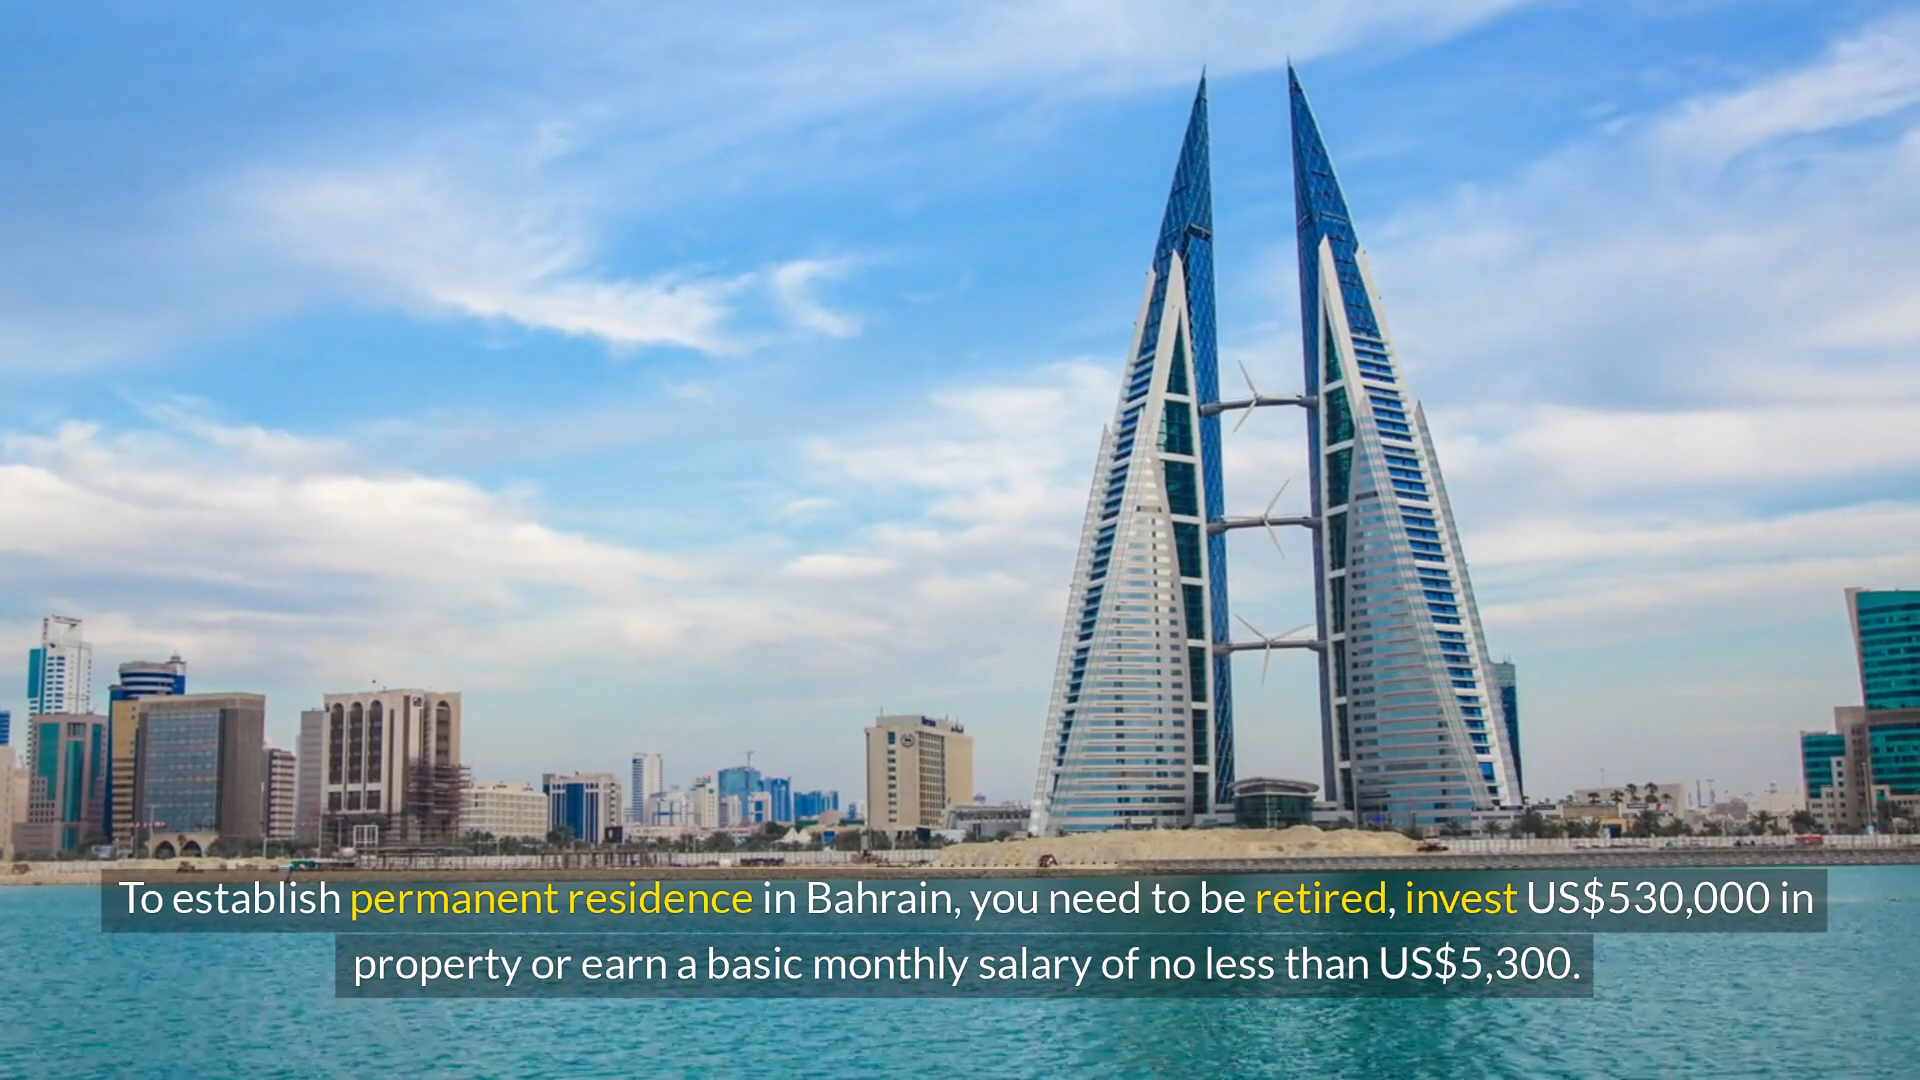 To establish permanent residence in Bahrain, you need to be retired, invest US$530,000 in
property or earn a basic monthly salary of no less than US$5,300.